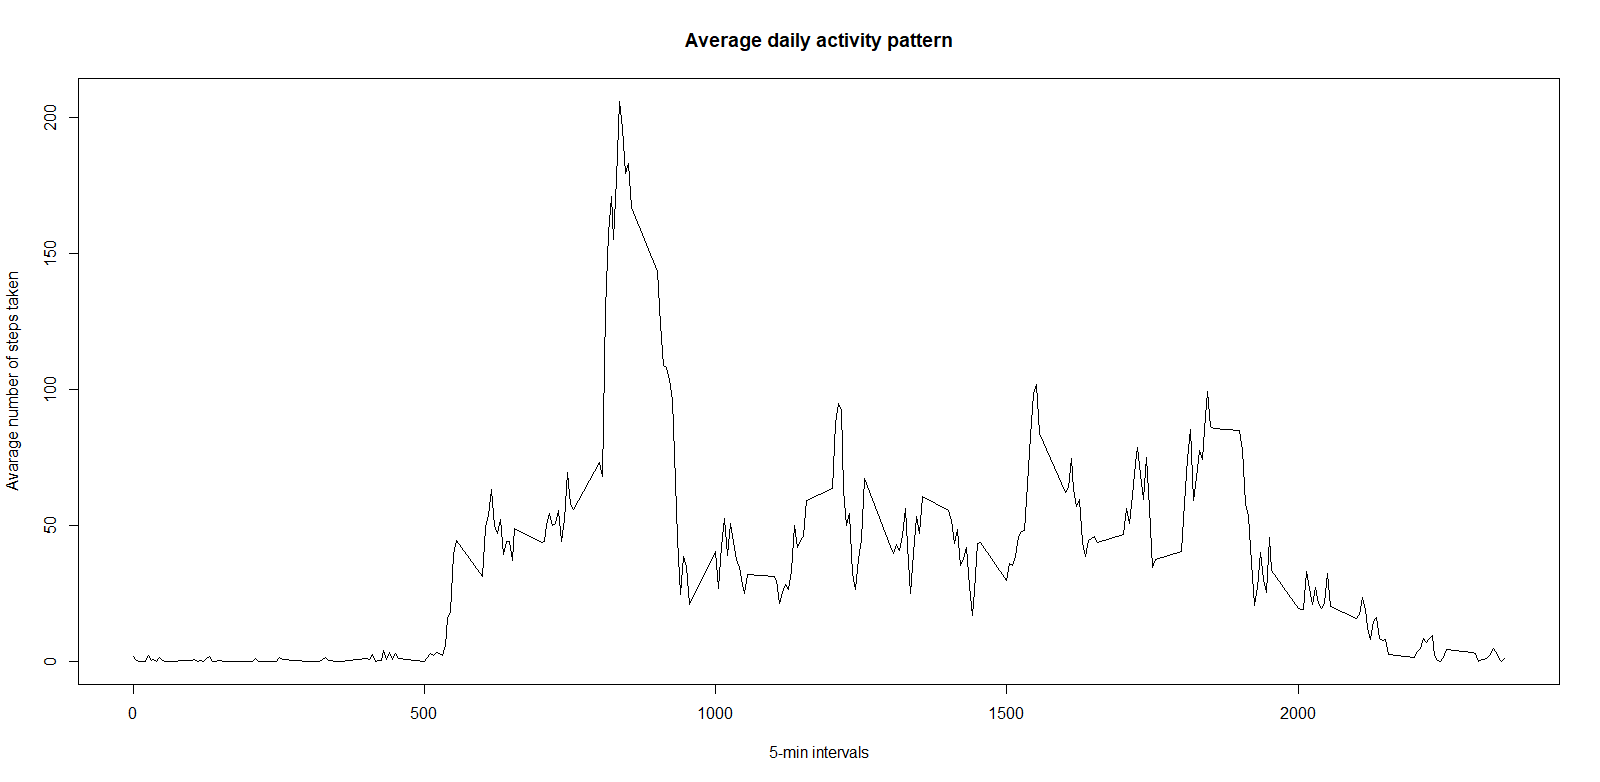 Average daily activity pattern
Avarage number of steps taken
200
150
100
50
0
0 500 1000 1500 2000
5-min intervals